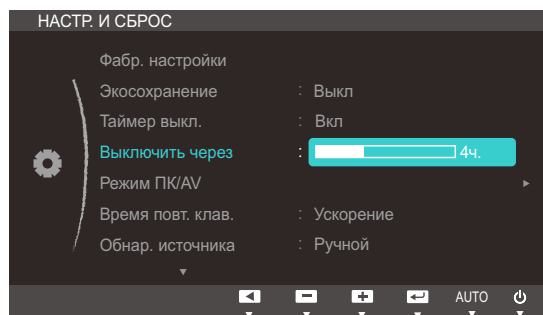 НАСТР. И СБРОС
Фабр. настройки
Экосохранение : Выкл
Таймер выкл. : Вкл
Выключить через : 4ч.
Режим ПК/AV
Время повт. клав. : Ускорение
Обнар. источника : Ручной
AUTO